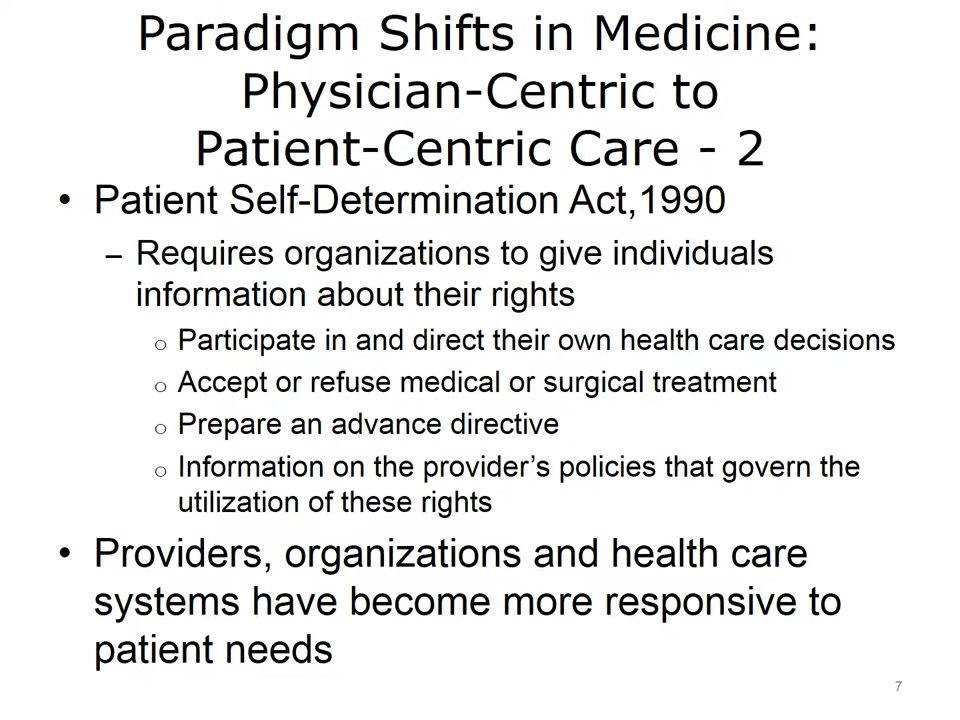 Paradigm Shifts in Medicine:
Physician-Centric to
Patient-Centric Care - 2
• Patient Self-Determination Act,1990
– Requires organizations to give individuals
information about their rights
o Participate in and direct their own health care decisions
o Accept or refuse medical or surgical treatment
o Prepare an advance directive
o Information on the provider’s policies that govern the
utilization of these rights
• Providers, organizations and health care
systems have become more responsive to
patient needs
7